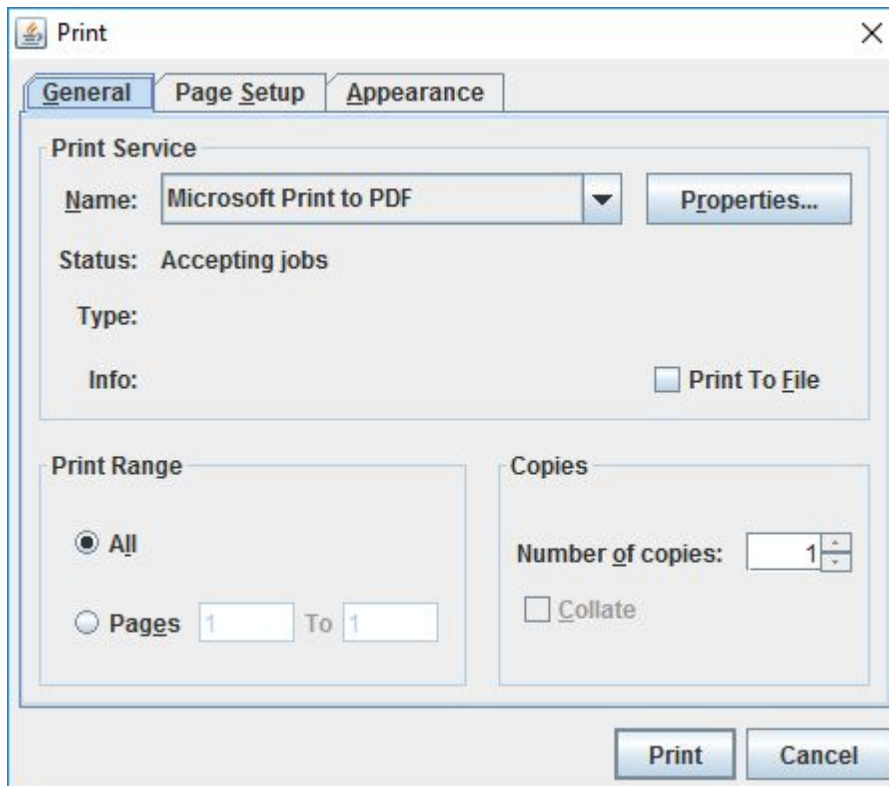 Print
General Page Setup Appearance
Print Service
Name: Microsoft Print to PDF Properties...
Status: Accepting jobs
Type:
Info: Print To File
Print Range Copies
All Number of copies: 1
Pages 1 To 1 Collate
Print Cancel